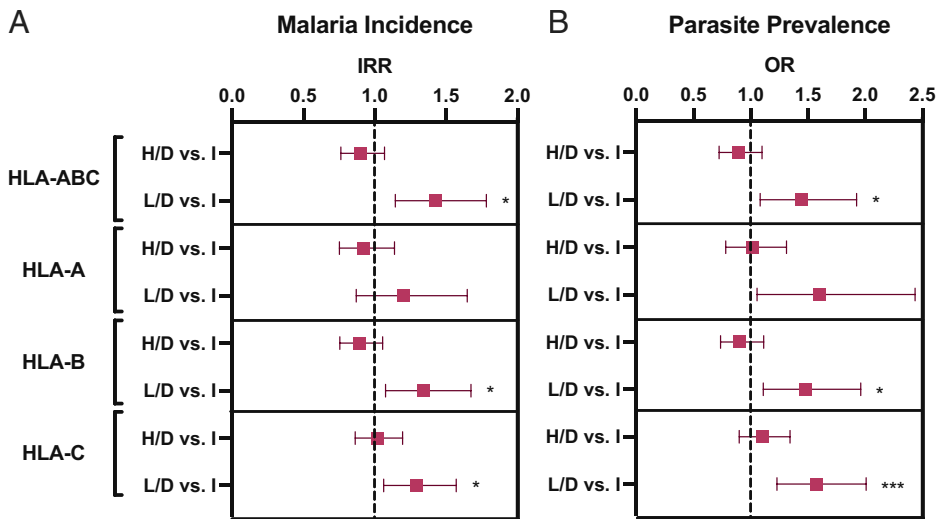 A
Malaria Incidence
IRR
0.0 0.5 1.0 1.5 2.0
HLA-ABC
H/D vs. I
L/D vs. I
*
HLA-A
H/D vs. I
L/D vs. I
HLA-B
H/D vs. I
L/D vs. I
*
HLA-C
H/D vs. I
L/D vs. I
*
B
Parasite Prevalence
OR
0.0 0.5 1.0 1.5 2.0 2.5
H/D vs. I
L/D vs. I
*
H/D vs. I
L/D vs. I
H/D vs. I
L/D vs. I
*
H/D vs. I
L/D vs. I
***